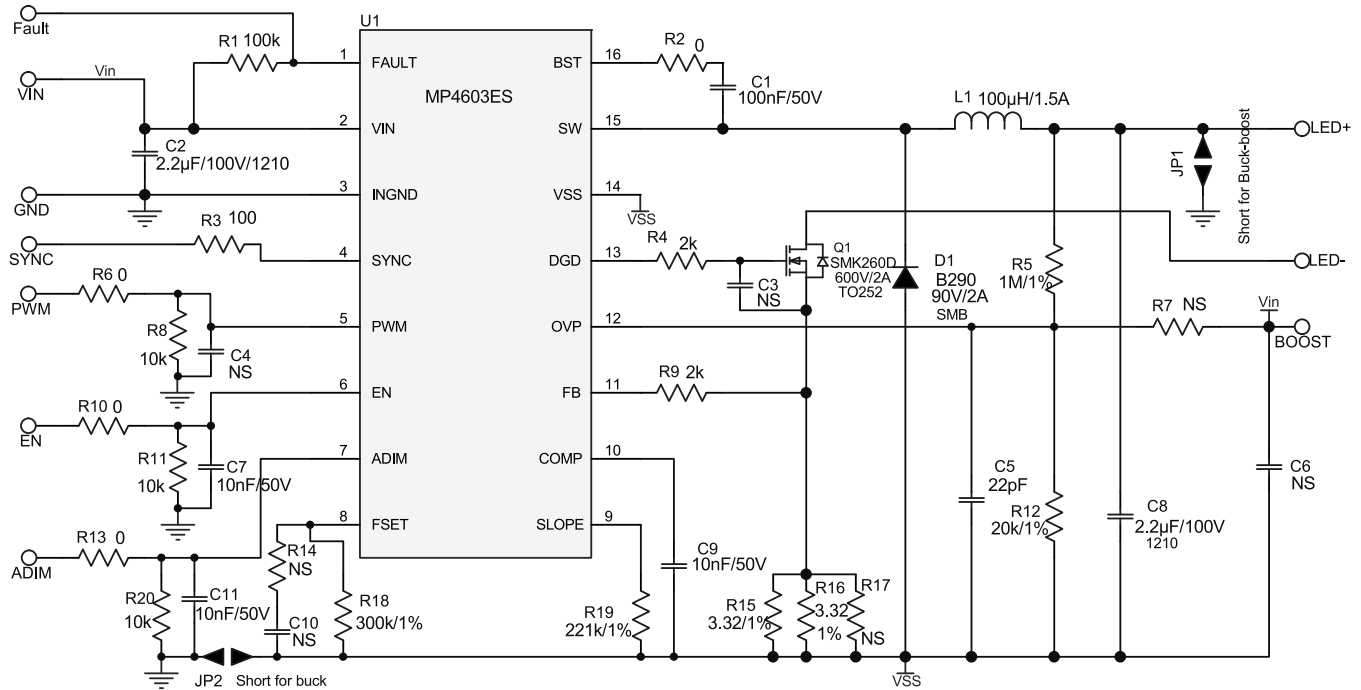 Fault
VIN
Vin
GND
SYNC
PWM
EN
ADIM
R1 100k
C2
2.2µF/100V/1210
R3 100
R6 0
R8
10k
C4
NS
R10 0
R11
10k
C7
10nF/50V
R13 0
R20
10k
C11
10nF/50V
R14
NS
C10
NS
R18
300k/1%
JP2 Short for buck
U1
MP4603ES
1 FAULT
2 VIN
3 INGND
4 SYNC
5 PWM
6 EN
7 ADIM
8 FSET
BST 16
SW 15
VSS 14
DGD 13
OVP 12
FB 11
COMP 10
SLOPE 9
R2 0
C1
100nF/50V
VSS
R4 2k
C3
NS
Q1
SMK260D
600V/2A
TO252
D1
B290
90V/2A
SMB
L1 100µH/1.5A
JP1
Short for Buck-boost
LED+
LED-
R5
1M/1%
R7 NS
Vin
BOOST
R9 2k
C5
22pF
R12
20k/1%
C8
2.2µF/100V
1210
C6
NS
C9
10nF/50V
R19
221k/1%
R15
3.32/1%
R16
3.32
1%
R17
NS
VSS